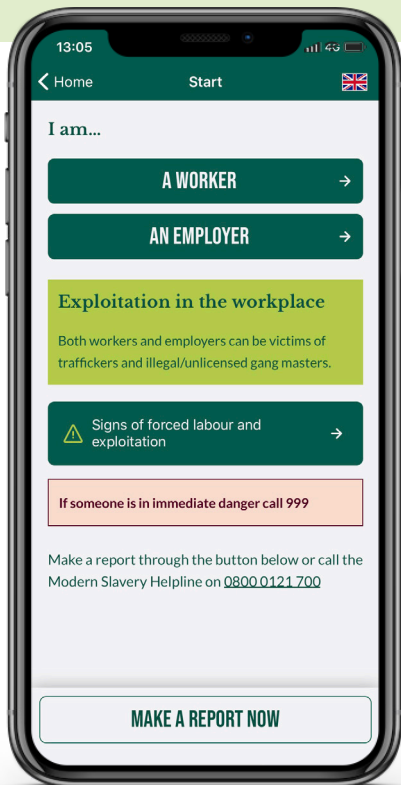 13:05
4G
Home
Start
I am...
A WORKER
AN EMPLOYER
Exploitation in the workplace
Both workers and employers can be victims of
traffickers and illegal/unlicensed gang masters.
Signs of forced labour and
exploitation
If someone is in immediate danger call 999
Make a report through the button below or call the
Modern Slavery Helpline on 0800 0121 700
MAKE A REPORT NOW